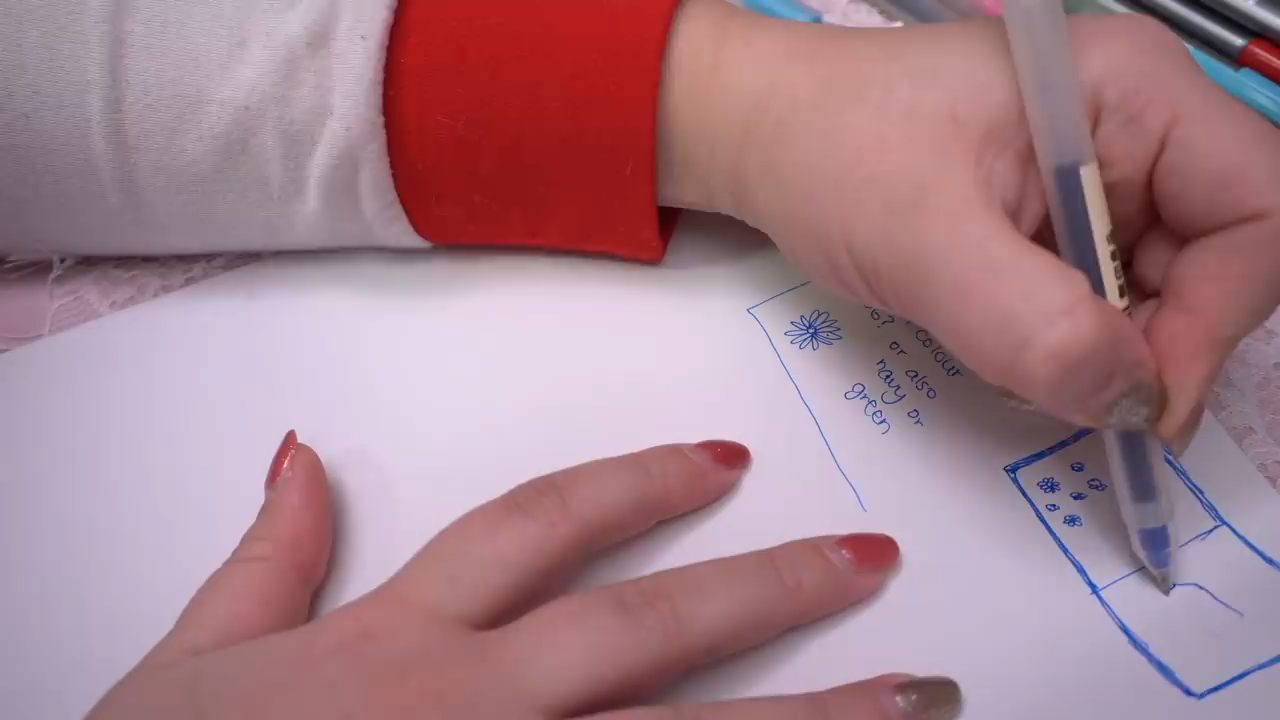 colour
6? or also
navy or
green